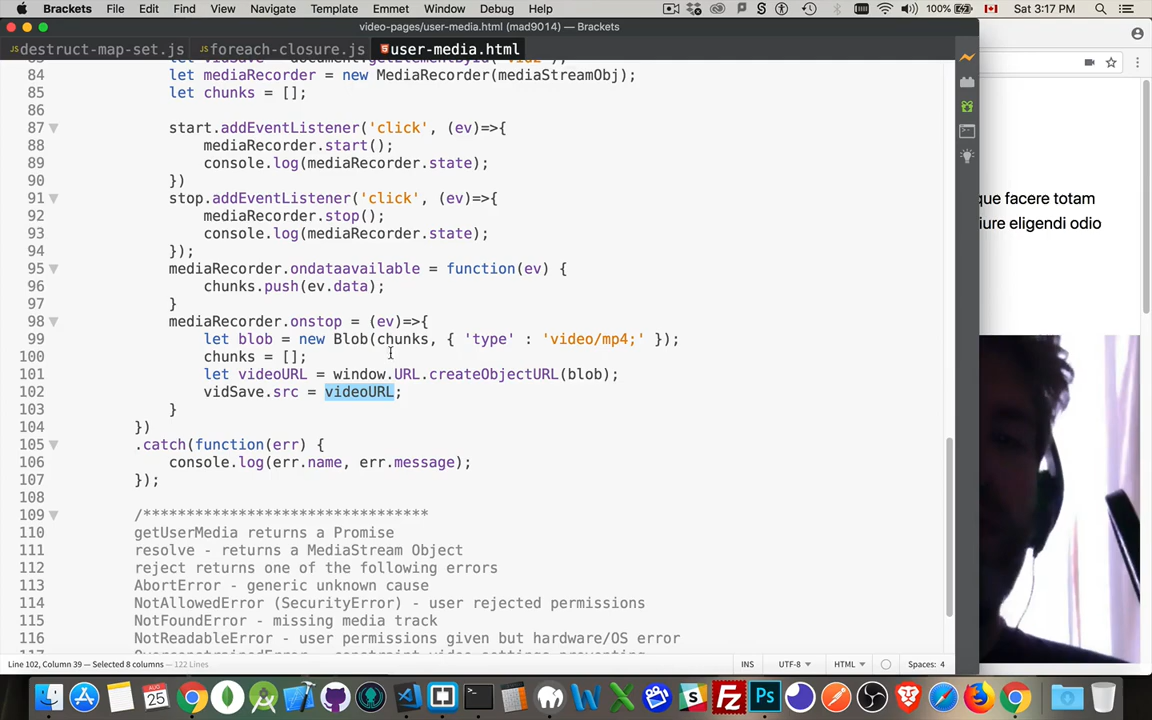 Brackets File Edit Find View Navigate Template Emmet Window Debug Help 100% Sat 3:17 PM
video-pages/user-media.html (mad9014) — Brackets
destruct-map-set.js foreach-closure.js user-media.html
84 let mediaRecorder = new MediaRecorder(mediaStreamObj);
85 let chunks = [];
86
87 start.addEventListener('click', (ev)=>{
88 mediaRecorder.start();
89 console.log(mediaRecorder.state);
90 })
91 stop.addEventListener('click', (ev)=>{
92 mediaRecorder.stop();
93 console.log(mediaRecorder.state);
94 });
95 mediaRecorder.ondataavailable = function(ev) {
96 chunks.push(ev.data);
97 }
98 mediaRecorder.onstop = (ev)=>{
99 let blob = new Blob(chunks, { 'type' : 'video/mp4;' });
100 chunks = [];
101 let videoURL = window.URL.createObjectURL(blob);
102 vidSave.src = videoURL;
103 }
104 })
105 .catch(function(err) {
106 console.log(err.name, err.message);
107 });
108
109 /********************************
110 getUserMedia returns a Promise
111 resolve - returns a MediaStream Object
112 reject returns one of the following errors
113 AbortError - generic unknown cause
114 NotAllowedError (SecurityError) - user rejected permissions
115 NotFoundError - missing media track
116 NotReadableError - user permissions given but hardware/OS error
que facere totam
iure eligendi odio
Line 102, Column 39 — Selected 8 columns — 122 Lines INS UTF-8 HTML Spaces: 4
AUG
25